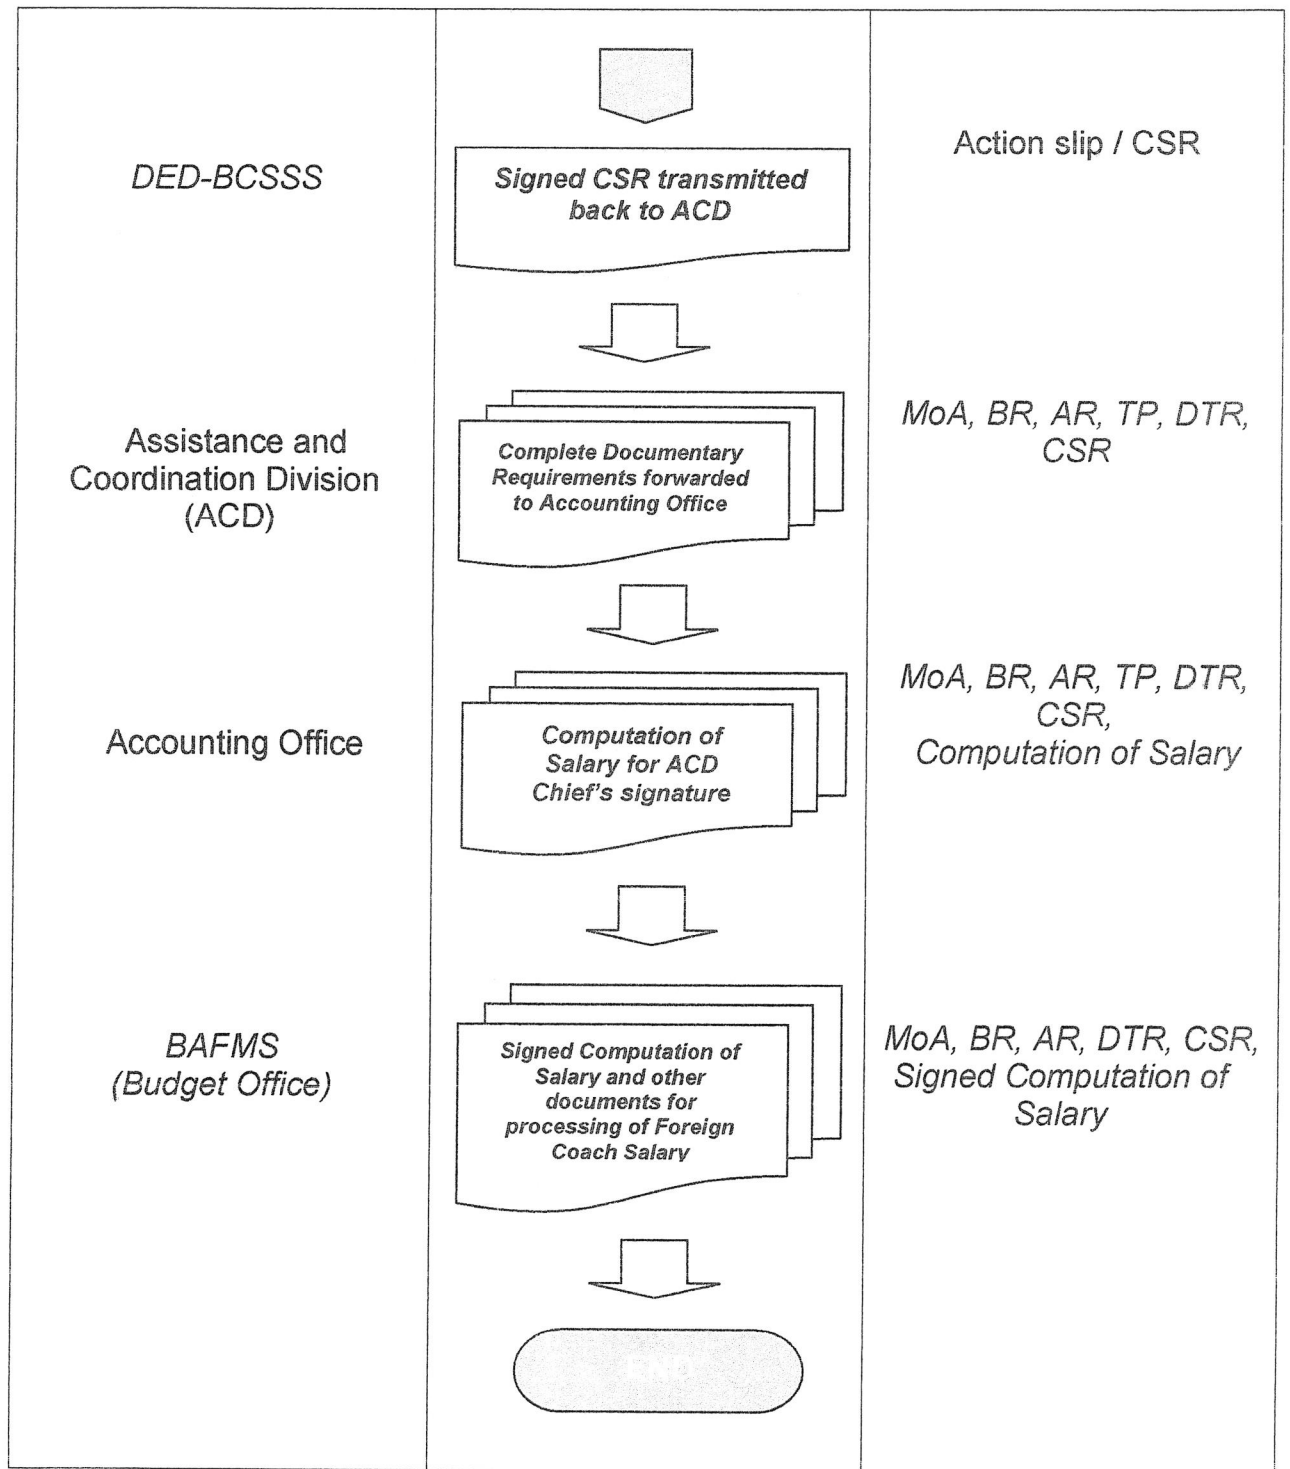 DED-BCSSS
Signed CSR transmitted
back to ACD
Action slip / CSR
Assistance and
Coordination Division
(ACD)
Complete Documentary
Requirements forwarded
to Accounting Office
MoA, BR, AR, TP, DTR,
CSR
Accounting Office
Computation of
Salary for ACD
Chief's signature
MoA, BR, AR, TP, DTR,
CSR,
Computation of Salary
BAFMS
(Budget Office)
Signed Computation of
Salary and other
documents for
processing of Foreign
Coach Salary
MoA, BR, AR, DTR, CSR,
Signed Computation of
Salary
END